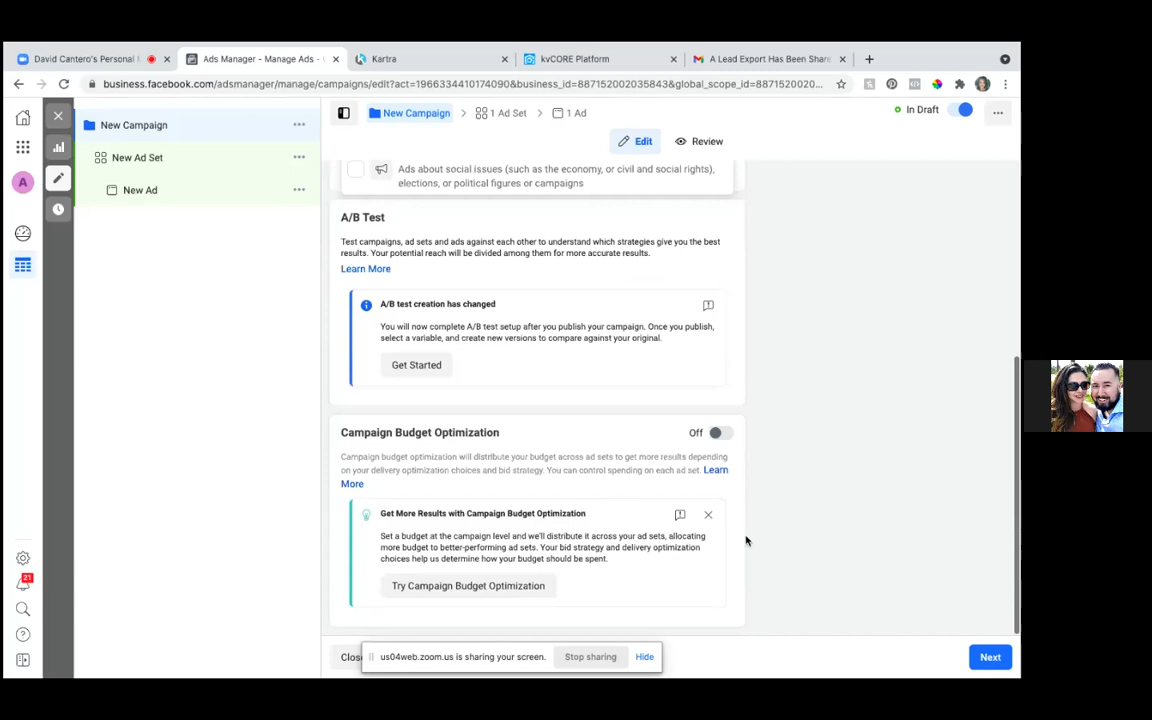 David Cantero's Personal
Ads Manager - Manage Ads -
Kartra
kvCORE Platform
A Lead Export Has Been Share
business.facebook.com/adsmanager/manage/campaigns/edit?act=1966334410174090&business_id=887152002035843&global_scope_id=8871520020...
New Campaign
New Ad Set
New Ad
A
21
New Campaign
1 Ad Set
1 Ad
In Draft
Edit
Review
Ads about social issues (such as the economy, or civil and social rights),
elections, or political figures or campaigns
A/B Test
Test campaigns, ad sets and ads against each other to understand which strategies give you the best
results. Your potential reach will be divided among them for more accurate results.
Learn More
A/B test creation has changed
You will now complete A/B test setup after you publish your campaign. Once you publish,
select a variable, and create new versions to compare against your original.
Get Started
Campaign Budget Optimization
Off
Campaign budget optimization will distribute your budget across ad sets to get more results depending
on your delivery optimization choices and bid strategy. You can control spending on each ad set. Learn
More
Get More Results with Campaign Budget Optimization
Set a budget at the campaign level and we'll distribute it across your ad sets, allocating
more budget to better-performing ad sets. Your bid strategy and delivery optimization
choices help us determine how your budget should be spent.
Try Campaign Budget Optimization
Clos
us04web.zoom.us is sharing your screen.
Stop sharing
Hide
Next